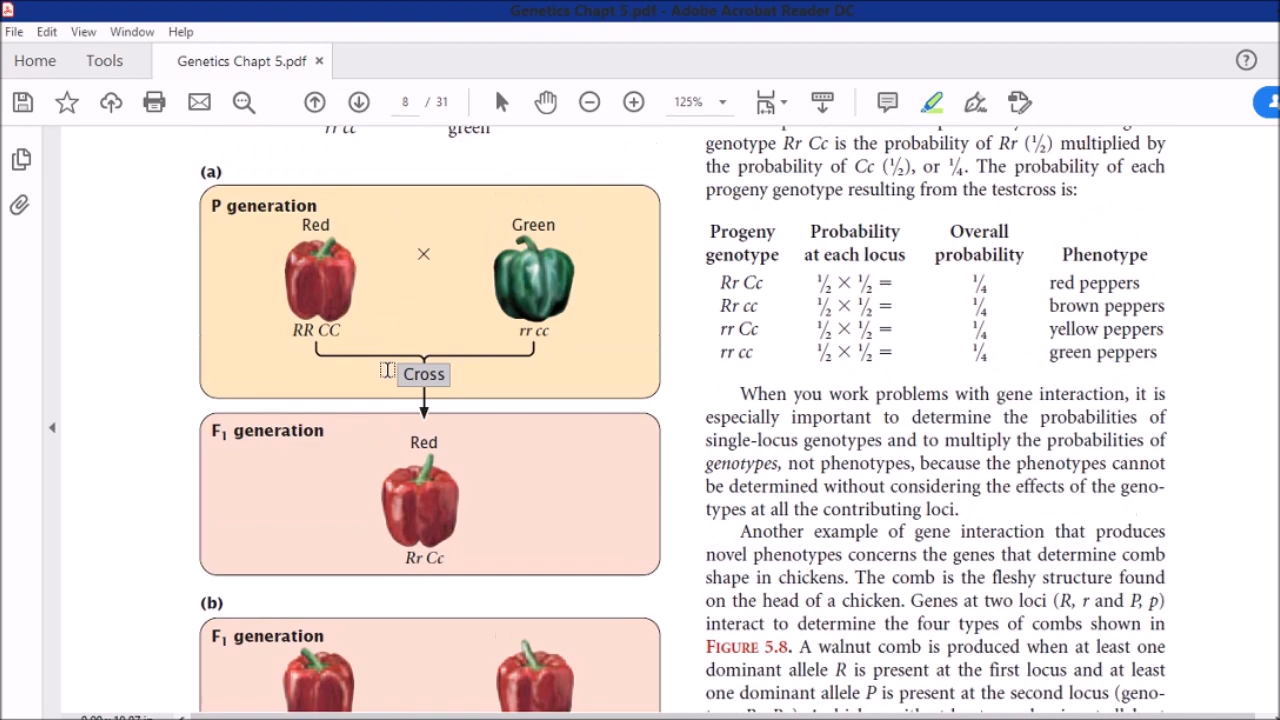 Genetics Chapt 5.pdf - Adobe Acrobat Reader DC
File Edit View Window Help
Home Tools Genetics Chapt 5.pdf ×
8 / 31 125%
rr cc green
(a)
P generation
Red Green
×
RR CC rr cc
Cross
F₁ generation
Red
Rr Cc
(b)
F₁ generation
genotype Rr Cc is the probability of Rr (½) multiplied by
the probability of Cc (½), or ¼. The probability of each
progeny genotype resulting from the testcross is:
Progeny Probability Overall
genotype at each locus probability Phenotype
Rr Cc ½ × ½ = ¼ red peppers
Rr cc ½ × ½ = ¼ brown peppers
rr Cc ½ × ½ = ¼ yellow peppers
rr cc ½ × ½ = ¼ green peppers
When you work problems with gene interaction, it is
especially important to determine the probabilities of
single-locus genotypes and to multiply the probabilities of
genotypes, not phenotypes, because the phenotypes cannot
be determined without considering the effects of the geno-
types at all the contributing loci.
Another example of gene interaction that produces
novel phenotypes concerns the genes that determine comb
shape in chickens. The comb is the fleshy structure found
on the head of a chicken. Genes at two loci (R, r and P, p)
interact to determine the four types of combs shown in
FIGURE 5.8. A walnut comb is produced when at least one
dominant allele R is present at the first locus and at least
one dominant allele P is present at the second locus (geno-